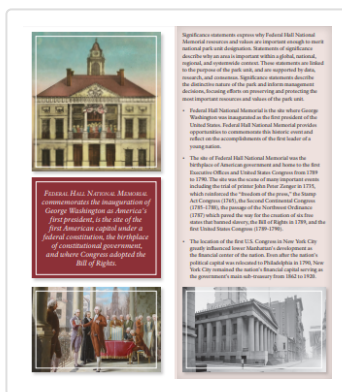 FEDERAL HALL NATIONAL MEMORIAL
commemorates the inauguration of
George Washington as America's
first president, is the site of the
first American capitol under a
federal constitution, the birthplace
of constitutional government,
and where Congress adopted the
Bill of Rights.
Significance statements express why Federal Hall National
Memorial resources and values are important enough to merit
national park unit designation. Statements of significance
describe why an area is important within a global, national,
regional, and systemwide context. These statements are linked
to the purpose of the park unit, and are supported by data,
research, and consensus. Significance statements describe
the distinctive nature of the park and inform management
decisions, focusing efforts on preserving and protecting the
most important resources and values of the park unit.
• Federal Hall National Memorial is the site where George
Washington was inaugurated as the first president of the
United States. Federal Hall National Memorial provides
opportunities to commemorate this historic event and
reflect on the accomplishments of the first leader of a
young nation.
• The site of Federal Hall National Memorial was the
birthplace of American government and home to the first
Executive Offices and United States Congress from 1789
to 1790. The site was the scene of many important events
including the trial of printer John Peter Zenger in 1735,
which reinforced the "freedom of the press," the Stamp
Act Congress (1765), the Second Continental Congress
(1785–1788), the passage of the Northwest Ordinance
(1787) which paved the way for the creation of six free states
that banned slavery, the Bill of Rights in 1789, and the
first United States Congress (1789–1790).
• The location of the first U.S. Congress in New York City
greatly influenced lower Manhattan's development as
the financial center of the nation. Even after the nation's
political capital was relocated to Philadelphia in 1790, New
York City remained the nation's financial capital serving as
the government's main sub-treasury from 1862 to 1920.